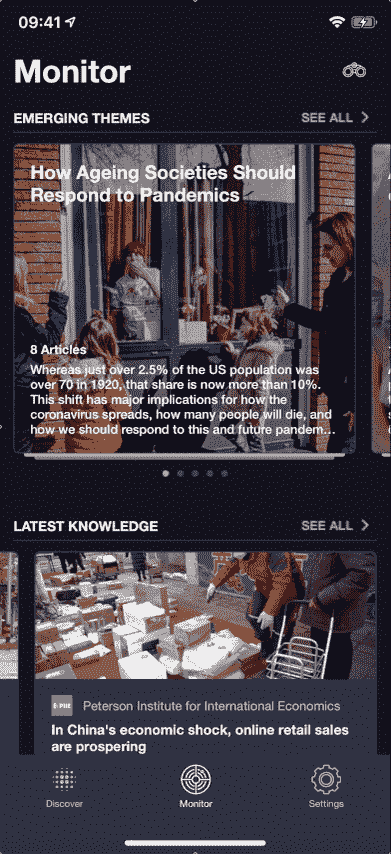 09:41
Monitor
EMERGING THEMES SEE ALL
How Ageing Societies Should
Respond to Pandemics
8 Articles
Whereas just over 2.5% of the US population was
over 70 in 1920, that share is now more than 10%.
This shift has major implications for how the
coronavirus spreads, how many people will die, and
how we should respond to this and future pandem...
LATEST KNOWLEDGE SEE ALL
PIIE Peterson Institute for International Economics
In China's economic shock, online retail sales
are prospering
Discover Monitor Settings